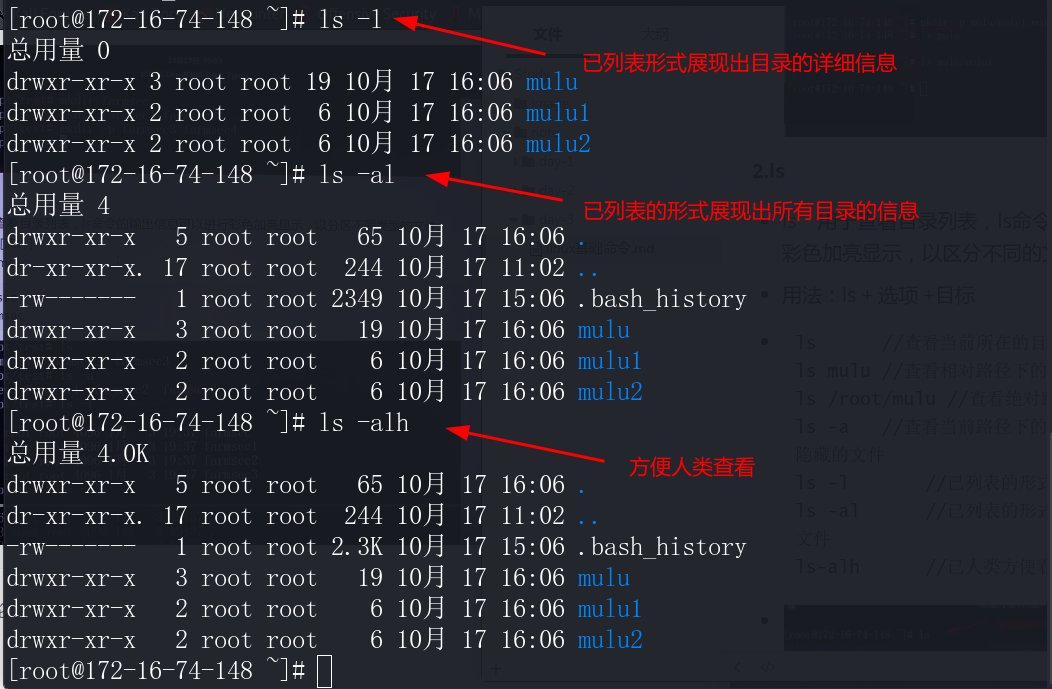 [root@172-16-74-148 ~]# ls -l
已列表形式展现出目录的详细信息
总用量 0
drwxr-xr-x 3 root root 19 10月 17 16:06 mulu
drwxr-xr-x 2 root root  6 10月 17 16:06 mulu1
drwxr-xr-x 2 root root  6 10月 17 16:06 mulu2
[root@172-16-74-148 ~]# ls -al
已列表的形式展现出所有目录的信息
总用量 4
drwxr-xr-x   5 root root   65 10月 17 16:06 .
dr-xr-xr-x. 17 root root  244 10月 17 11:02 ..
-rw-------   1 root root 2349 10月 17 15:06 .bash_history
drwxr-xr-x   3 root root   19 10月 17 16:06 mulu
drwxr-xr-x   2 root root    6 10月 17 16:06 mulu1
drwxr-xr-x   2 root root    6 10月 17 16:06 mulu2
[root@172-16-74-148 ~]# ls -alh
方便人类查看
总用量 4.0K
drwxr-xr-x   5 root root   65 10月 17 16:06 .
dr-xr-xr-x. 17 root root  244 10月 17 11:02 ..
-rw-------   1 root root 2.3K 10月 17 15:06 .bash_history
drwxr-xr-x   3 root root   19 10月 17 16:06 mulu
drwxr-xr-x   2 root root    6 10月 17 16:06 mulu1
drwxr-xr-x   2 root root    6 10月 17 16:06 mulu2
[root@172-16-74-148 ~]#
文件
大纲
2.ls
用于查看目录列表，ls命令
彩色加亮显示，以区分不同的
用法：ls + 选项 +目标
ls //查看当前所在的目
ls mulu //查看相对路径下的
ls /root/mulu //查看绝对
ls -a //查看当前路径下的
隐藏的文件
ls -l //已列表的形式
ls -al //已列表的形式
文件
ls-alh //已人类方便